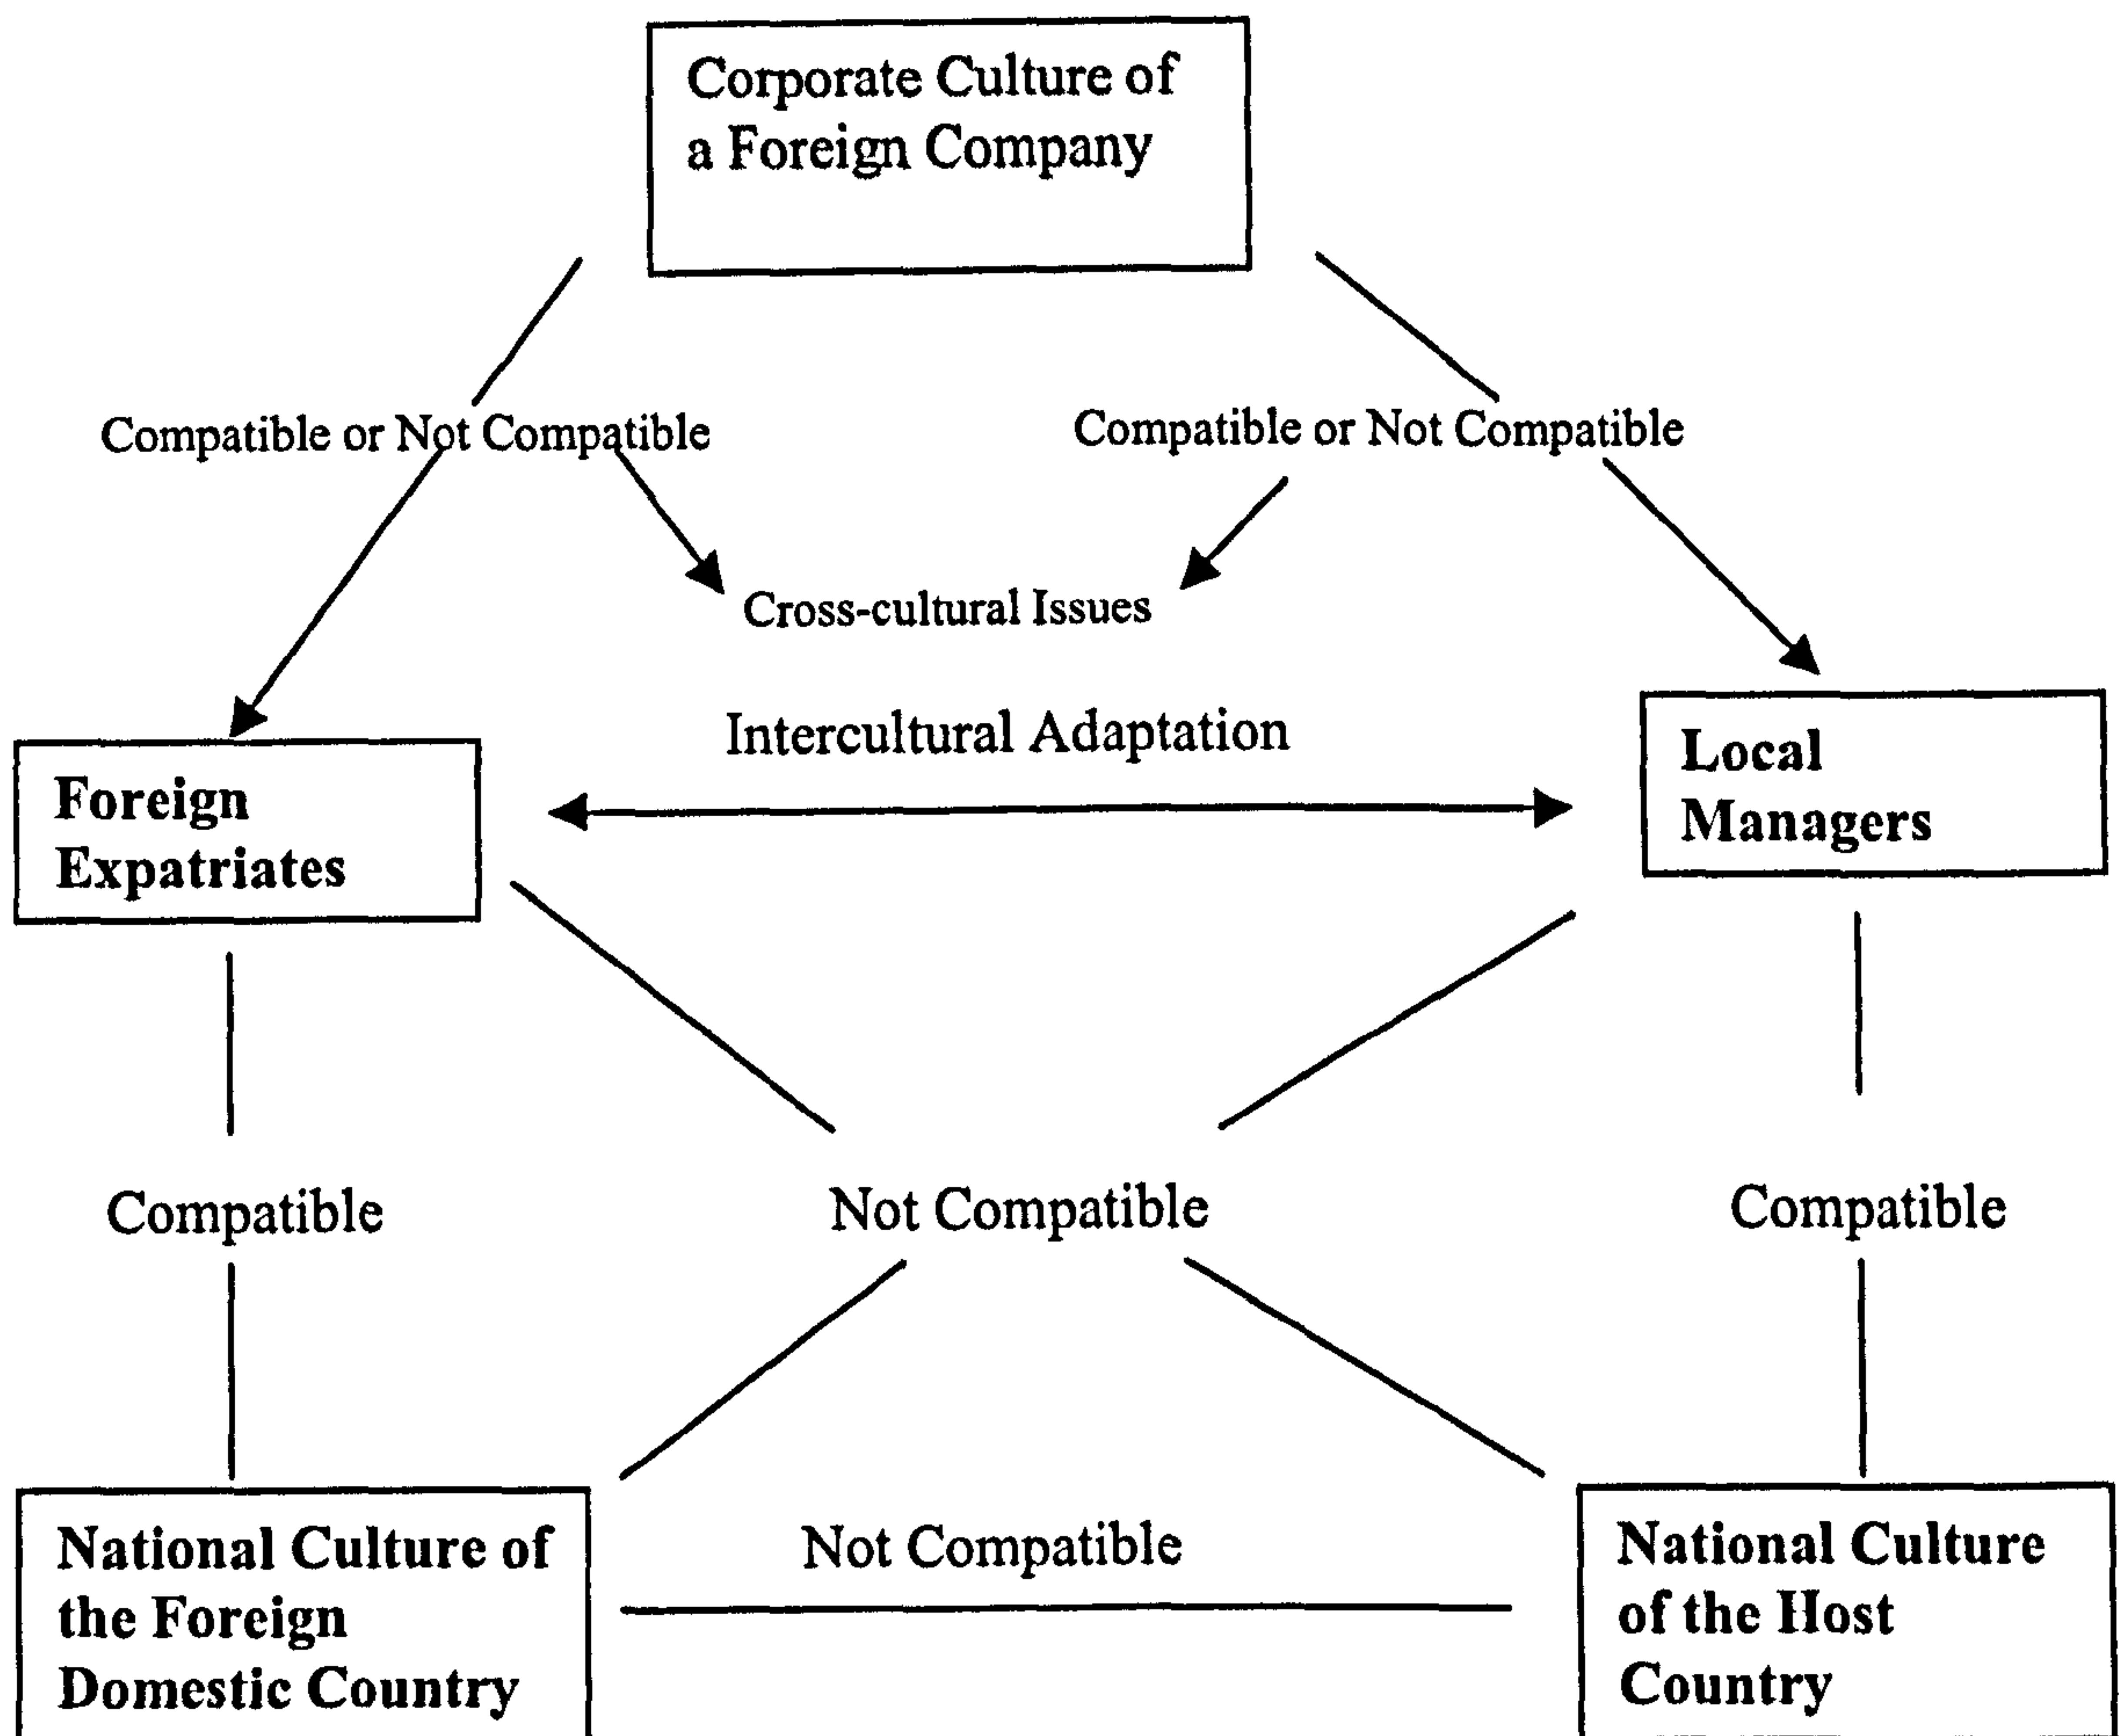 Corporate Culture of
a Foreign Company
Compatible or Not Compatible
Compatible or Not Compatible
Cross-cultural Issues
Intercultural Adaptation
Foreign
Expatriates
Local
Managers
Compatible
Not Compatible
Compatible
National Culture of
the Foreign
Domestic Country
Not Compatible
National Culture
of the Host
Country